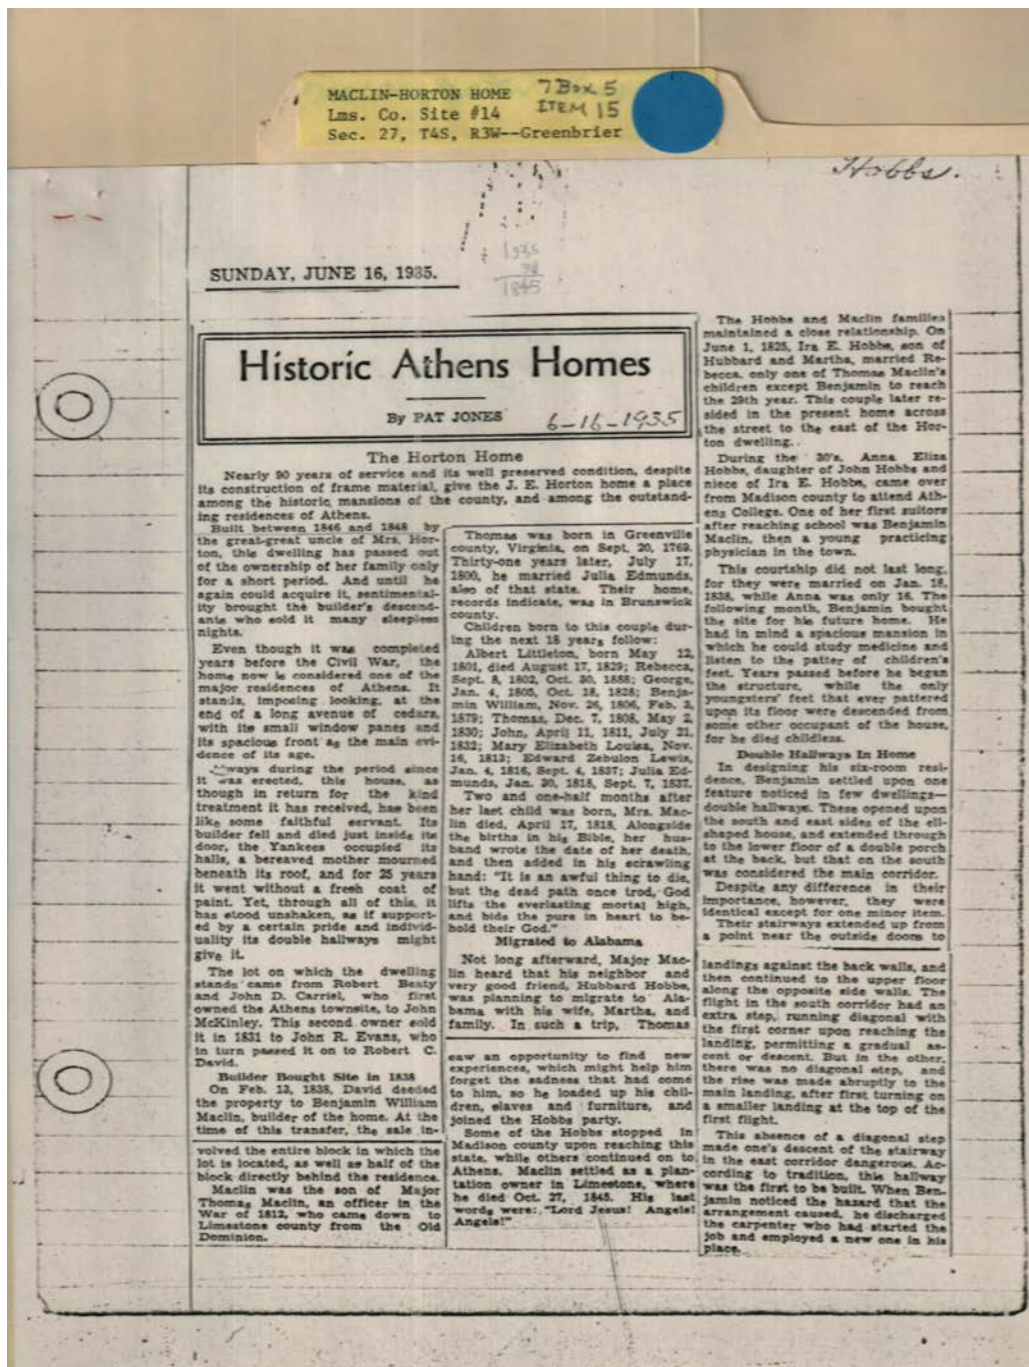 MACLIN-HORTON HOME
Lms. Co. Site #14
Sec. 27, T4S, R3W--Greenbrier
7 Box 5
ITEM 15
Hobbs.
1935
1845
SUNDAY, JUNE 16, 1935.
Historic Athens Homes
By PAT JONES
6-16-1935
The Horton Home
Nearly 90 years of service and its well preserved condition, despite
its construction of frame material, give the J. E. Horton home a place
among the historic mansions of the county, and among the outstand-
ing residences of Athens.
Built between 1846 and 1848 by
the great-great uncle of Mrs. Hor-
ton, this dwelling has passed out
of the ownership of her family only
for a short period. And until he
again could acquire it, sentimental-
ity brought the builder's descend-
ants who sold it many sleepless
nights.
Even though it was completed
years before the Civil War, the
home now is considered one of the
major residences of Athens. It
stands, imposing looking, at the
end of a long avenue of cedars,
with its small window panes and
its spacious front as the main evi-
dence of its age.
ways during the period since
it was erected, this house, as
though in return for the kind
treatment it has received, has been
like some faithful servant. Its
builder fell and died just inside its
door, the Yankees occupied its
halls, a bereaved mother mourned
beneath its roof, and for 25 years
it went without a fresh coat of
paint. Yet, through all of this, it
has stood unshaken, as if support-
ed by a certain pride and individ-
uality its double hallways might
give it.
The lot on which the dwelling
stands came from Robert Beaty
and John D. Carriel, who first
owned the Athens townsite, to John
McKinley. This second owner sold
it in 1831 to John R. Evans, who
in turn passed it on to Robert C.
David.
Builder Bought Site in 1838
On Feb. 13, 1838, David deeded
the property to Benjamin William
Maclin, builder of the home. At the
time of this transfer, the sale in-
volved the entire block in which the
lot is located, as well as half of the
block directly behind the residence.
Maclin was the son of Major
Thomas Maclin, an officer in the
War of 1812, who came down to
Limestone county from the Old
Dominion.
Thomas was born in Greenville
county, Virginia, on Sept. 20, 1769.
Thirty-one years later, July 17,
1800, he married Julia Edmunds,
also of that state. Their home,
records indicate, was in Brunswick
county.
Children born to this couple dur-
ing the next 18 years follow:
Albert Littleton, born May 12,
1801, died August 17, 1829; Rebecca,
Sept. 8, 1802, Oct. 30, 1888; George,
Jan. 4, 1805, Oct. 18, 1828; Benja-
min William, Nov. 26, 1806, Feb. 3,
1879; Thomas, Dec. 7, 1808, May 2,
1830; John, April 11, 1811, July 21,
1832; Mary Elizabeth Louisa, Nov.
16, 1813; Edward Zebulon Lewis,
Jan. 4, 1816, Sept. 4, 1837; Julia Ed-
munds, Jan. 30, 1818, Sept. 7, 1837.
Two and one-half months after
her last child was born, Mrs. Mac-
lin died, April 17, 1818. Alongside
the births in his Bible, her hus-
band wrote the date of her death,
and then added in his scrawling
hand: "It is an awful thing to die,
but the dead path once trod, God
lifts the everlasting mortal high,
and bids the pure in heart to be-
hold their God."
Migrated to Alabama
Not long afterward, Major Mac-
lin heard that his neighbor and
very good friend, Hubbard Hobbs,
was planning to migrate to Ala-
bama with his wife, Martha, and
family. In such a trip, Thomas
saw an opportunity to find new
experiences, which might help him
forget the sadness that had come
to him, so he loaded up his chil-
dren, slaves and furniture, and
joined the Hobbs party.
Some of the Hobbs stopped in
Madison county upon reaching this
state, while others continued on to
Athens. Maclin settled as a plan-
tation owner in Limestone, where
he died Oct. 27, 1845. His last
words were: "Lord Jesus! Angels!
Angels!"
The Hobbs and Maclin families
maintained a close relationship. On
June 1, 1825, Ira E. Hobbs, son of
Hubbard and Martha, married Re-
becca, only one of Thomas Maclin's
children except Benjamin to reach
the 29th year. This couple later re-
sided in the present home across
the street to the east of the Hor-
ton dwelling..
During the 30's, Anna Eliza
Hobbs, daughter of John Hobbs and
niece of Ira E. Hobbs, came over
from Madison county to attend Ath-
ens College. One of her first suitors
after reaching school was Benjamin
Maclin, then a young practicing
physician in the town.
This courtship did not last long,
for they were married on Jan. 18,
1838, while Anna was only 16. The
following month, Benjamin bought
the site for his future home. He
had in mind a spacious mansion in
which he could study medicine and
listen to the patter of children's
feet. Years passed before he began
the structure, while the only
youngsters' feet that ever pattered
upon its floor were descended from
some other occupant of the house,
for he died childless.
Double Hallways In Home
In designing his six-room resi-
dence, Benjamin settled upon one
feature noticed in few dwellings—
double hallways. These opened upon
the south and east sides of the ell-
shaped house, and extended through
to the lower floor of a double porch
at the back, but that on the south
was considered the main corridor.
Despite any difference in their
importance, however, they were
identical except for one minor item.
Their stairways extended up from
a point near the outside doors to
landings against the back walls, and
then continued to the upper floor
along the opposite side walls. The
flight in the south corridor had an
extra step, running diagonal with
the first corner upon reaching the
landing, permitting a gradual as-
cent or descent. But in the other,
there was no diagonal step, and
the rise was made abruptly to the
main landing, after first turning on
a smaller landing at the top of the
first flight.
This absence of a diagonal step
made one's descent of the stairway
in the east corridor dangerous. Ac-
cording to tradition, this hallway
was the first to be built. When Ben-
jamin noticed the hazard that the
arrangement caused, he discharged
the carpenter who had started the
job and employed a new one in his
place.